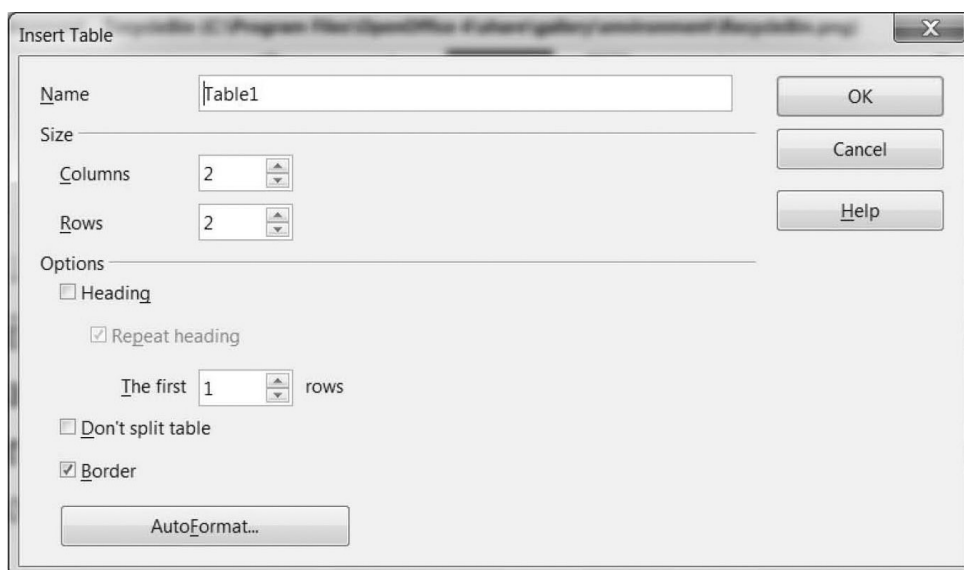 Insert Table
Name Table1 OK
Size Cancel
Columns 2
Rows 2 Help
Options
Heading
Repeat heading
The first 1 rows
Don't split table
Border
AutoFormat...